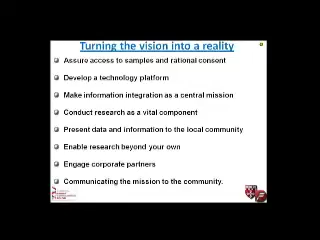 Turning the vision into a reality
Assure access to samples and rational consent
Develop a technology platform
Make information integration as a central mission
Conduct research as a vital component
Present data and information to the local community
Enable research beyond your own
Engage corporate partners
Communicating the mission to the community.